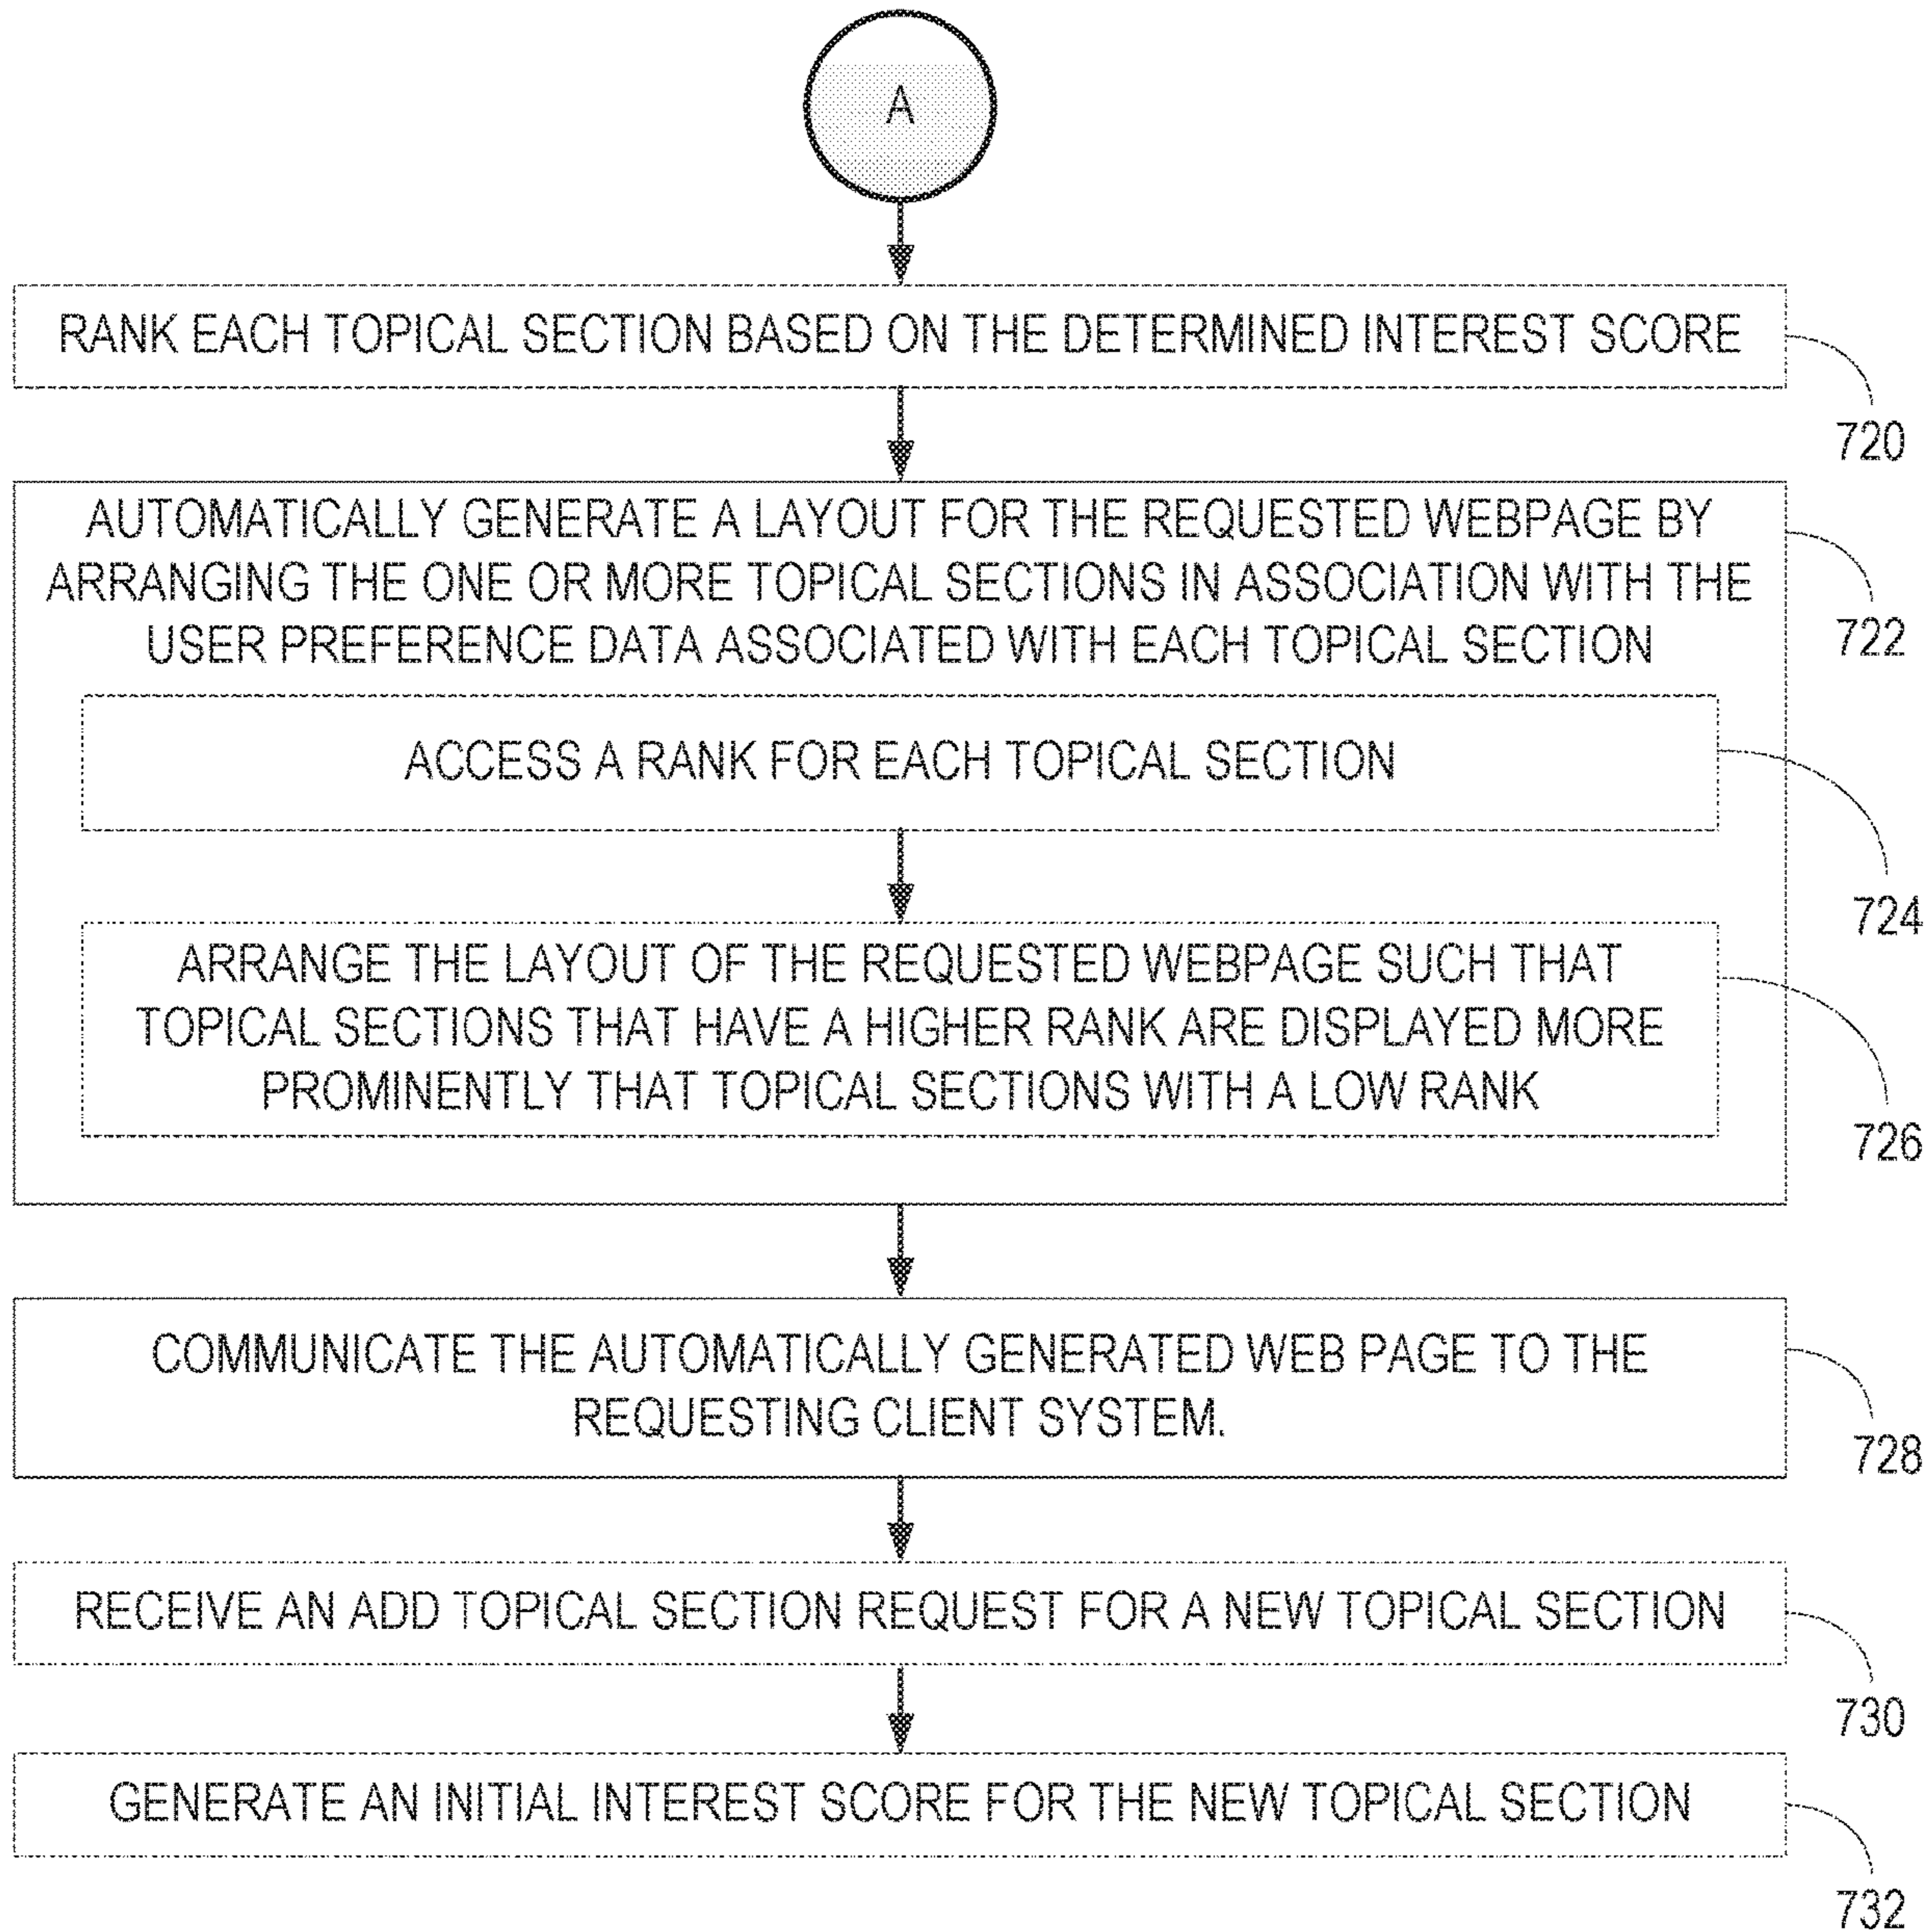 A
RANK EACH TOPICAL SECTION BASED ON THE DETERMINED INTEREST SCORE
720
AUTOMATICALLY GENERATE A LAYOUT FOR THE REQUESTED WEBPAGE BY
ARRANGING THE ONE OR MORE TOPICAL SECTIONS IN ASSOCIATION WITH THE
USER PREFERENCE DATA ASSOCIATED WITH EACH TOPICAL SECTION
722
ACCESS A RANK FOR EACH TOPICAL SECTION
724
ARRANGE THE LAYOUT OF THE REQUESTED WEBPAGE SUCH THAT
TOPICAL SECTIONS THAT HAVE A HIGHER RANK ARE DISPLAYED MORE
PROMINENTLY THAT TOPICAL SECTIONS WITH A LOW RANK
726
COMMUNICATE THE AUTOMATICALLY GENERATED WEB PAGE TO THE
REQUESTING CLIENT SYSTEM.
728
RECEIVE AN ADD TOPICAL SECTION REQUEST FOR A NEW TOPICAL SECTION
730
GENERATE AN INITIAL INTEREST SCORE FOR THE NEW TOPICAL SECTION
732